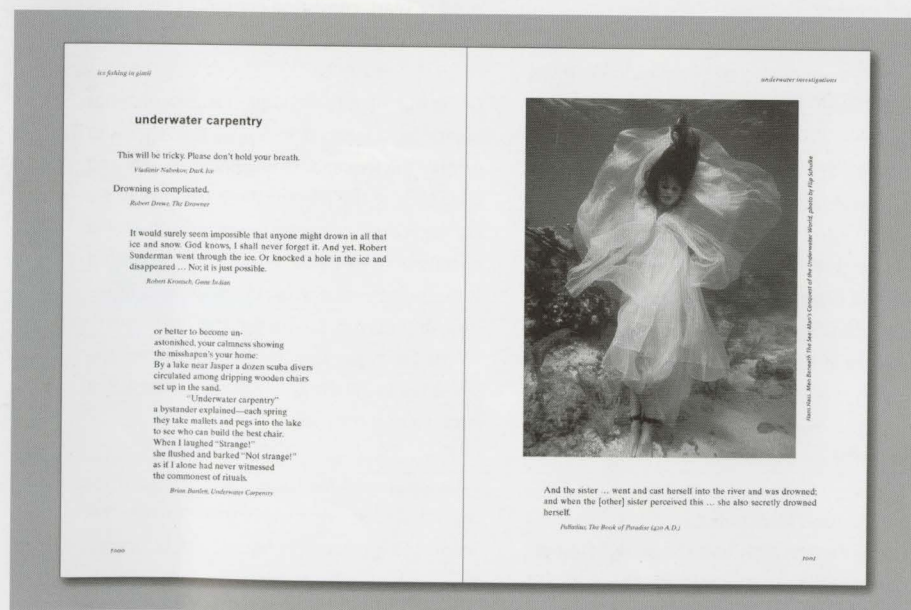 ice fishing in gimli
underwater carpentry
This will be tricky. Please don't hold your breath.
Vladimir Nabokov, Dark Ice
Drowning is complicated.
Robert Drewe, The Drowner
It would surely seem impossible that anyone might drown in all that
ice and snow. God knows, I shall never forget it. And yet. Robert
Sunderman went through the ice. Or knocked a hole in the ice and
disappeared ... No; it is just possible.
Robert Kroetsch, Gone Indian
or better to become un-
astonished, your calmness showing
the misshapen's your home:
By a lake near Jasper a dozen scuba divers
circulated among dripping wooden chairs
set up in the sand.
"Underwater carpentry"
a bystander explained—each spring
they take mallets and pegs into the lake
to see who can build the best chair.
When I laughed "Strange!"
she flushed and barked "Not strange!"
as if I alone had never witnessed
the commonest of rituals.
Brian Bartlett, Underwater Carpentry
1000
underwater investigations
Hans Hass, Men Beneath The Sea: Man's Conquest of the Underwater World, photo by Flip Schulke
And the sister ... went and cast herself into the river and was drowned;
and when the [other] sister perceived this ... she also secretly drowned
herself.
Palladius, The Book of Paradise (420 A.D.)
1001